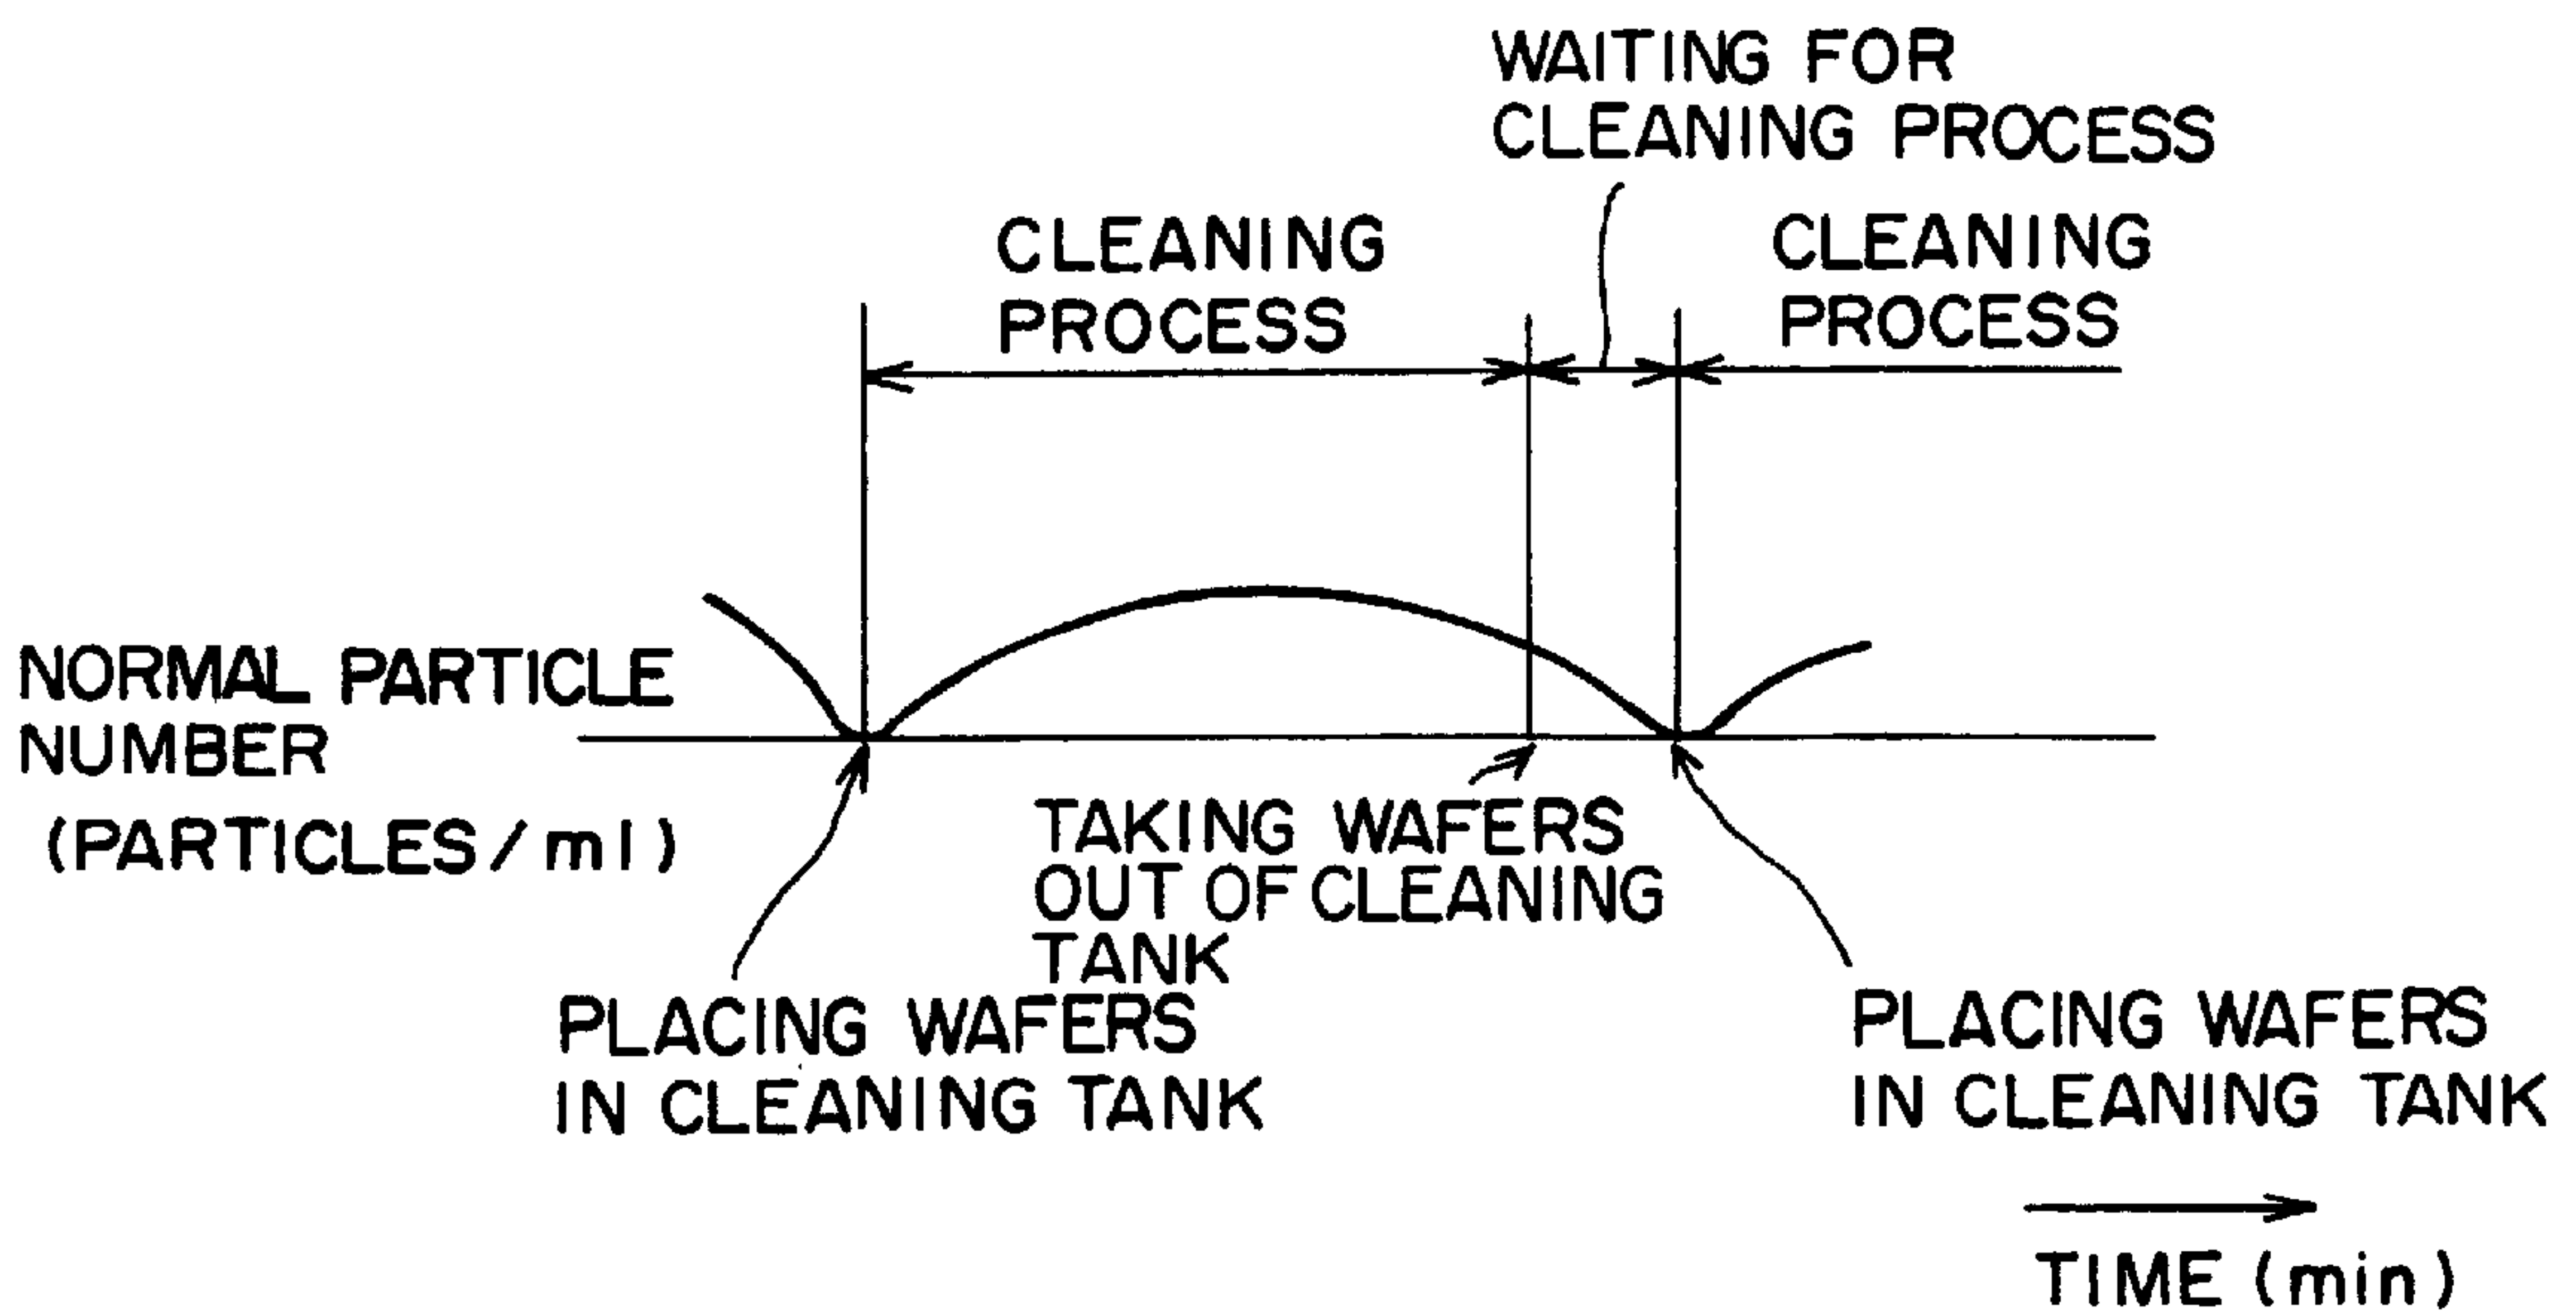 WAITING FOR
CLEANING PROCESS
CLEANING
PROCESS
CLEANING
PROCESS
NORMAL PARTICLE
NUMBER
(PARTICLES/ml)
TAKING WAFERS
OUT OF CLEANING
TANK
PLACING WAFERS
IN CLEANING TANK
PLACING WAFERS
IN CLEANING TANK
TIME (min)